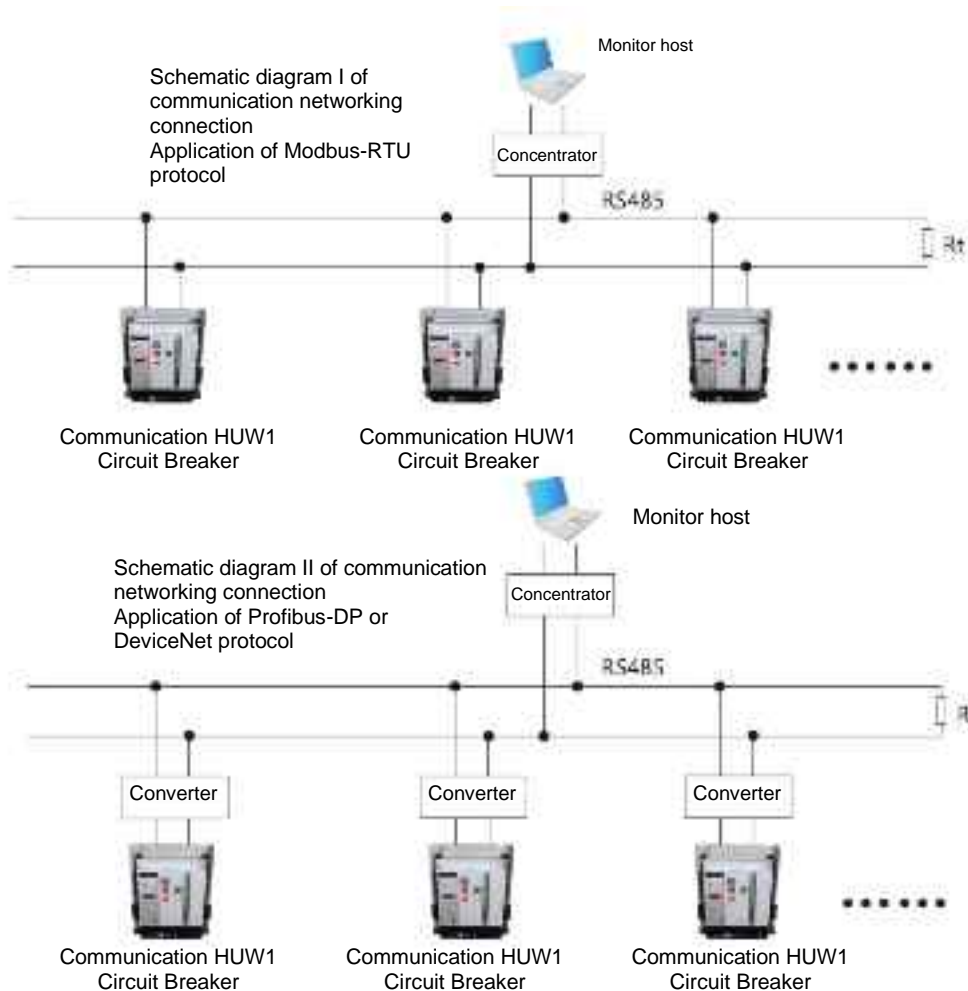 Monitor host
Schematic diagram I of
communication networking
connection
Application of Modbus-RTU
protocol
Concentrator
RS485
Rt
Communication HUW1
Circuit Breaker
Communication HUW1
Circuit Breaker
Communication HUW1
Circuit Breaker
Monitor host
Schematic diagram II of communication
networking connection
Application of Profibus-DP or
DeviceNet protocol
Concentrator
RS485
Converter
Converter
Converter
Communication HUW1
Circuit Breaker
Communication HUW1
Circuit Breaker
Communication HUW1
Circuit Breaker